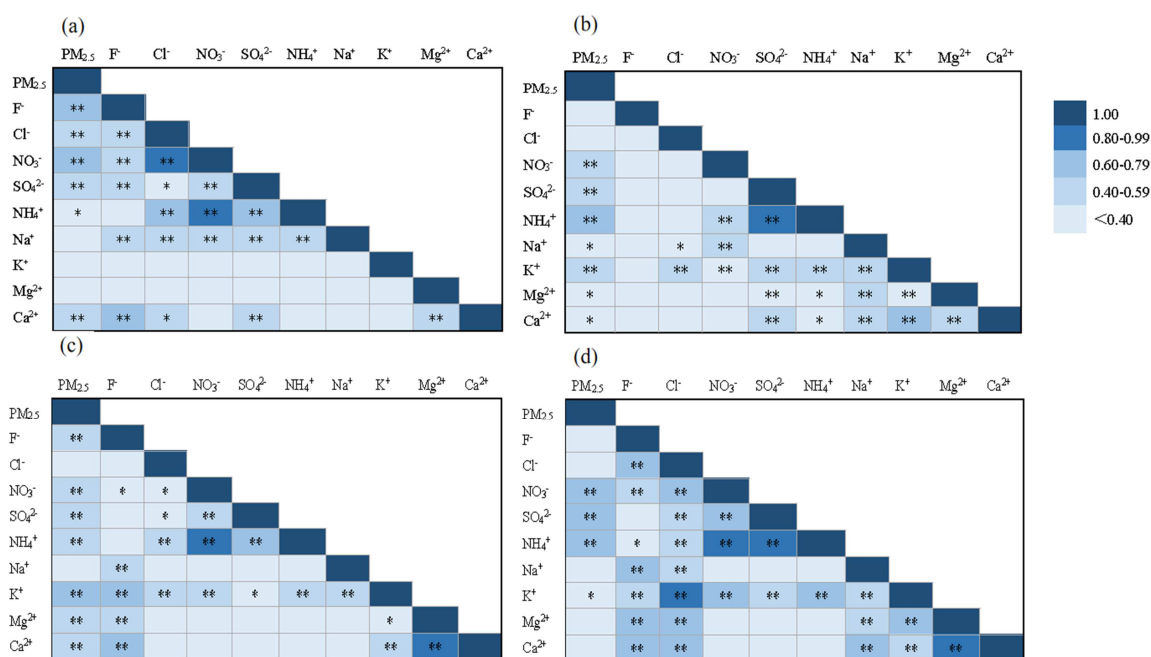 (a)
PM₂.₅ F⁻ Cl⁻ NO₃⁻ SO₄²⁻ NH₄⁺ Na⁺ K⁺ Mg²⁺ Ca²⁺
PM₂.₅
F⁻ **
Cl⁻ ** **
NO₃⁻ ** ** **
SO₄²⁻ ** ** * **
NH₄⁺ * ** ** **
Na⁺ ** ** ** ** **
K⁺
Mg²⁺
Ca²⁺ ** ** * ** **
(b)
PM₂.₅ F⁻ Cl⁻ NO₃⁻ SO₄²⁻ NH₄⁺ Na⁺ K⁺ Mg²⁺ Ca²⁺
PM₂.₅
F⁻
Cl⁻
NO₃⁻ **
SO₄²⁻ **
NH₄⁺ ** ** **
Na⁺ * * **
K⁺ ** ** ** ** ** **
Mg²⁺ * ** * ** **
Ca²⁺ * ** * ** ** **
1.00
0.80-0.99
0.60-0.79
0.40-0.59
<0.40
(c)
PM₂.₅ F⁻ Cl⁻ NO₃⁻ SO₄²⁻ NH₄⁺ Na⁺ K⁺ Mg²⁺ Ca²⁺
PM₂.₅
F⁻ **
Cl⁻
NO₃⁻ ** * *
SO₄²⁻ ** * **
NH₄⁺ ** ** ** **
Na⁺ **
K⁺ ** ** ** ** * ** **
Mg²⁺ ** ** *
Ca²⁺ ** ** ** **
(d)
PM₂.₅ F⁻ Cl⁻ NO₃⁻ SO₄²⁻ NH₄⁺ Na⁺ K⁺ Mg²⁺ Ca²⁺
PM₂.₅
F⁻
Cl⁻ **
NO₃⁻ ** ** **
SO₄²⁻ ** ** **
NH₄⁺ ** * ** ** **
Na⁺ ** **
K⁺ * ** ** ** ** ** **
Mg²⁺ ** ** ** **
Ca²⁺ ** ** ** ** **